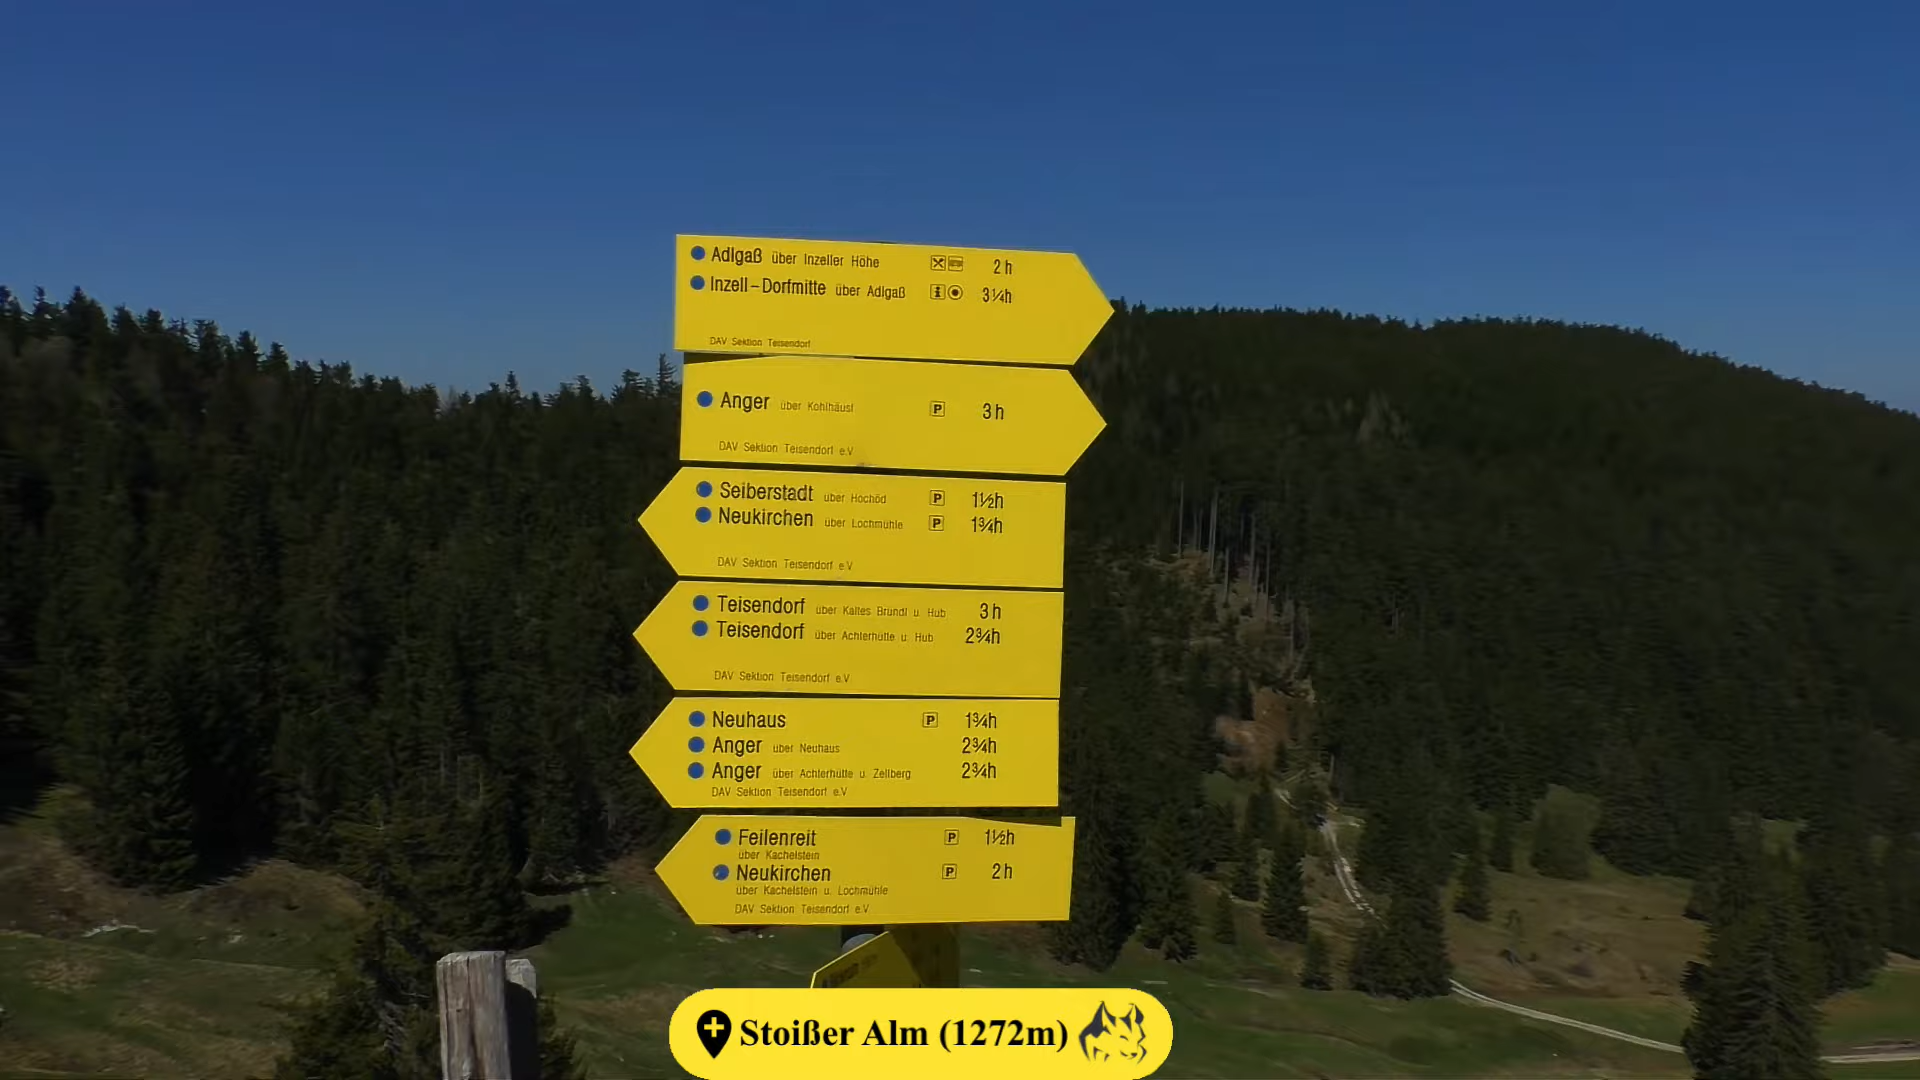 Adlgaß über Inzeller Höhe 2 h
Inzell-Dorfmitte über Adlgaß i 3¼h
DAV Sektion Teisendorf
Anger über Kohlhäusl P 3 h
DAV Sektion Teisendorf e.V
Seiberstadt über Hochöd P 1½h
Neukirchen über Lochmühle P 1¾h
DAV Sektion Teisendorf e.V
Teisendorf über Kaltes Bründl u. Hub 3 h
Teisendorf über Achterhütte u. Hub 2¾h
DAV Sektion Teisendorf e.V
Neuhaus P 1¾h
Anger über Neuhaus 2¾h
Anger über Achterhütte u. Zellberg 2¾h
DAV Sektion Teisendorf e.V
Feilenreit P 1½h
über Kachelstein
Neukirchen P 2 h
über Kachelstein u. Lochmühle
DAV Sektion Teisendorf e.V
Stoißer Alm (1272m)